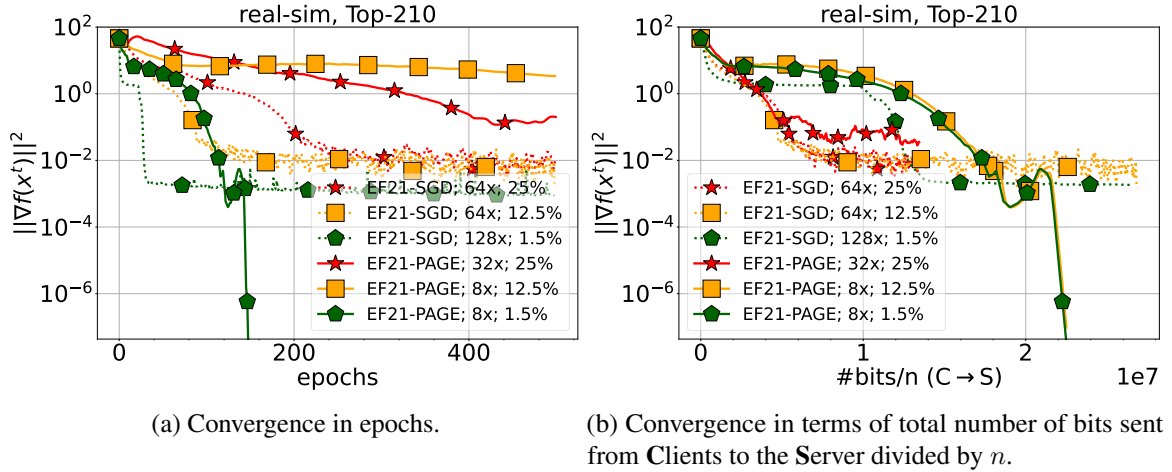 real-sim, Top-210
10^2
10^0
10^-2
10^-4
10^-6
||∇f(x^t)||^2
EF21-SGD; 64x; 25%
EF21-SGD; 64x; 12.5%
EF21-SGD; 128x; 1.5%
EF21-PAGE; 32x; 25%
EF21-PAGE; 8x; 12.5%
EF21-PAGE; 8x; 1.5%
0 200 400
epochs
(a) Convergence in epochs.
real-sim, Top-210
10^2
10^0
10^-2
10^-4
10^-6
||∇f(x^t)||^2
EF21-SGD; 64x; 25%
EF21-SGD; 64x; 12.5%
EF21-SGD; 128x; 1.5%
EF21-PAGE; 32x; 25%
EF21-PAGE; 8x; 12.5%
EF21-PAGE; 8x; 1.5%
0 1 2
1e7
#bits/n (C→S)
(b) Convergence in terms of total number of bits sent
from Clients to the Server divided by n.